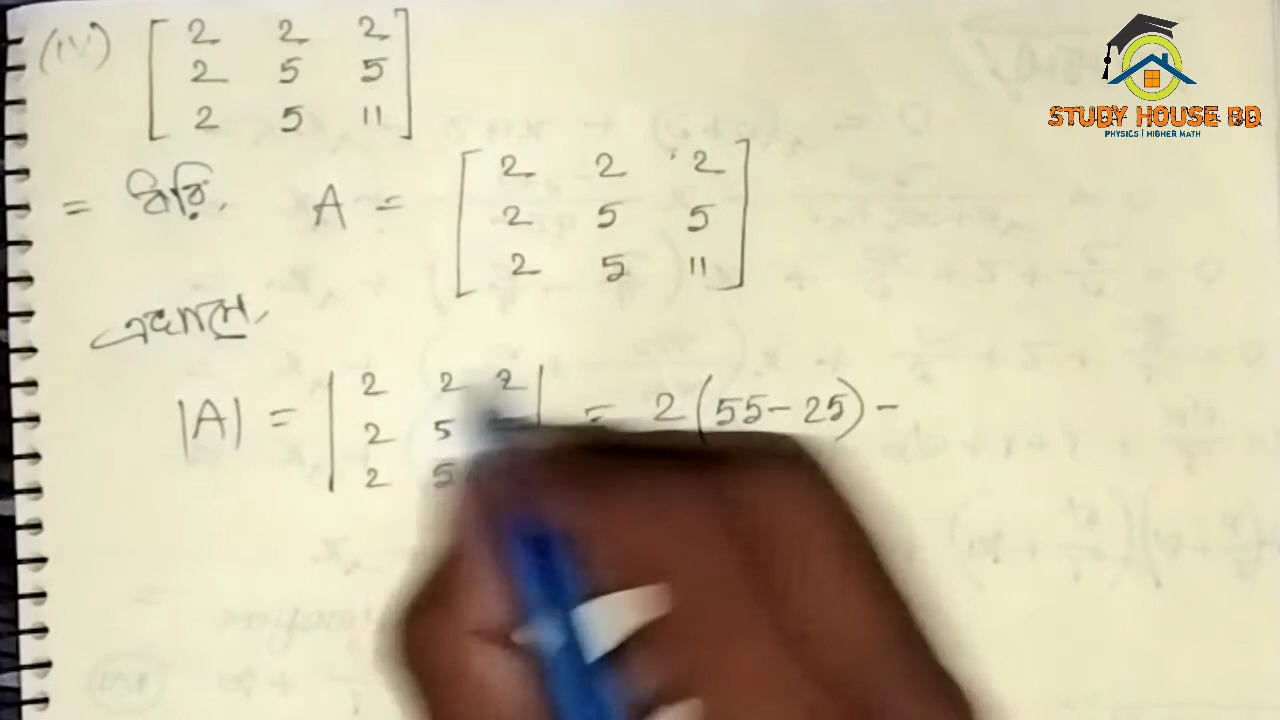 (iv) [ 2 2 2
2 5 5
2 5 11 ]
= ধরি, A = [ 2 2 2
2 5 5
2 5 11 ]
এখানে,
|A| = | 2 2 2 | = 2(55-25) -
2 5
2 5
STUDY HOUSE BD
PHYSICS | HIGHER MATH